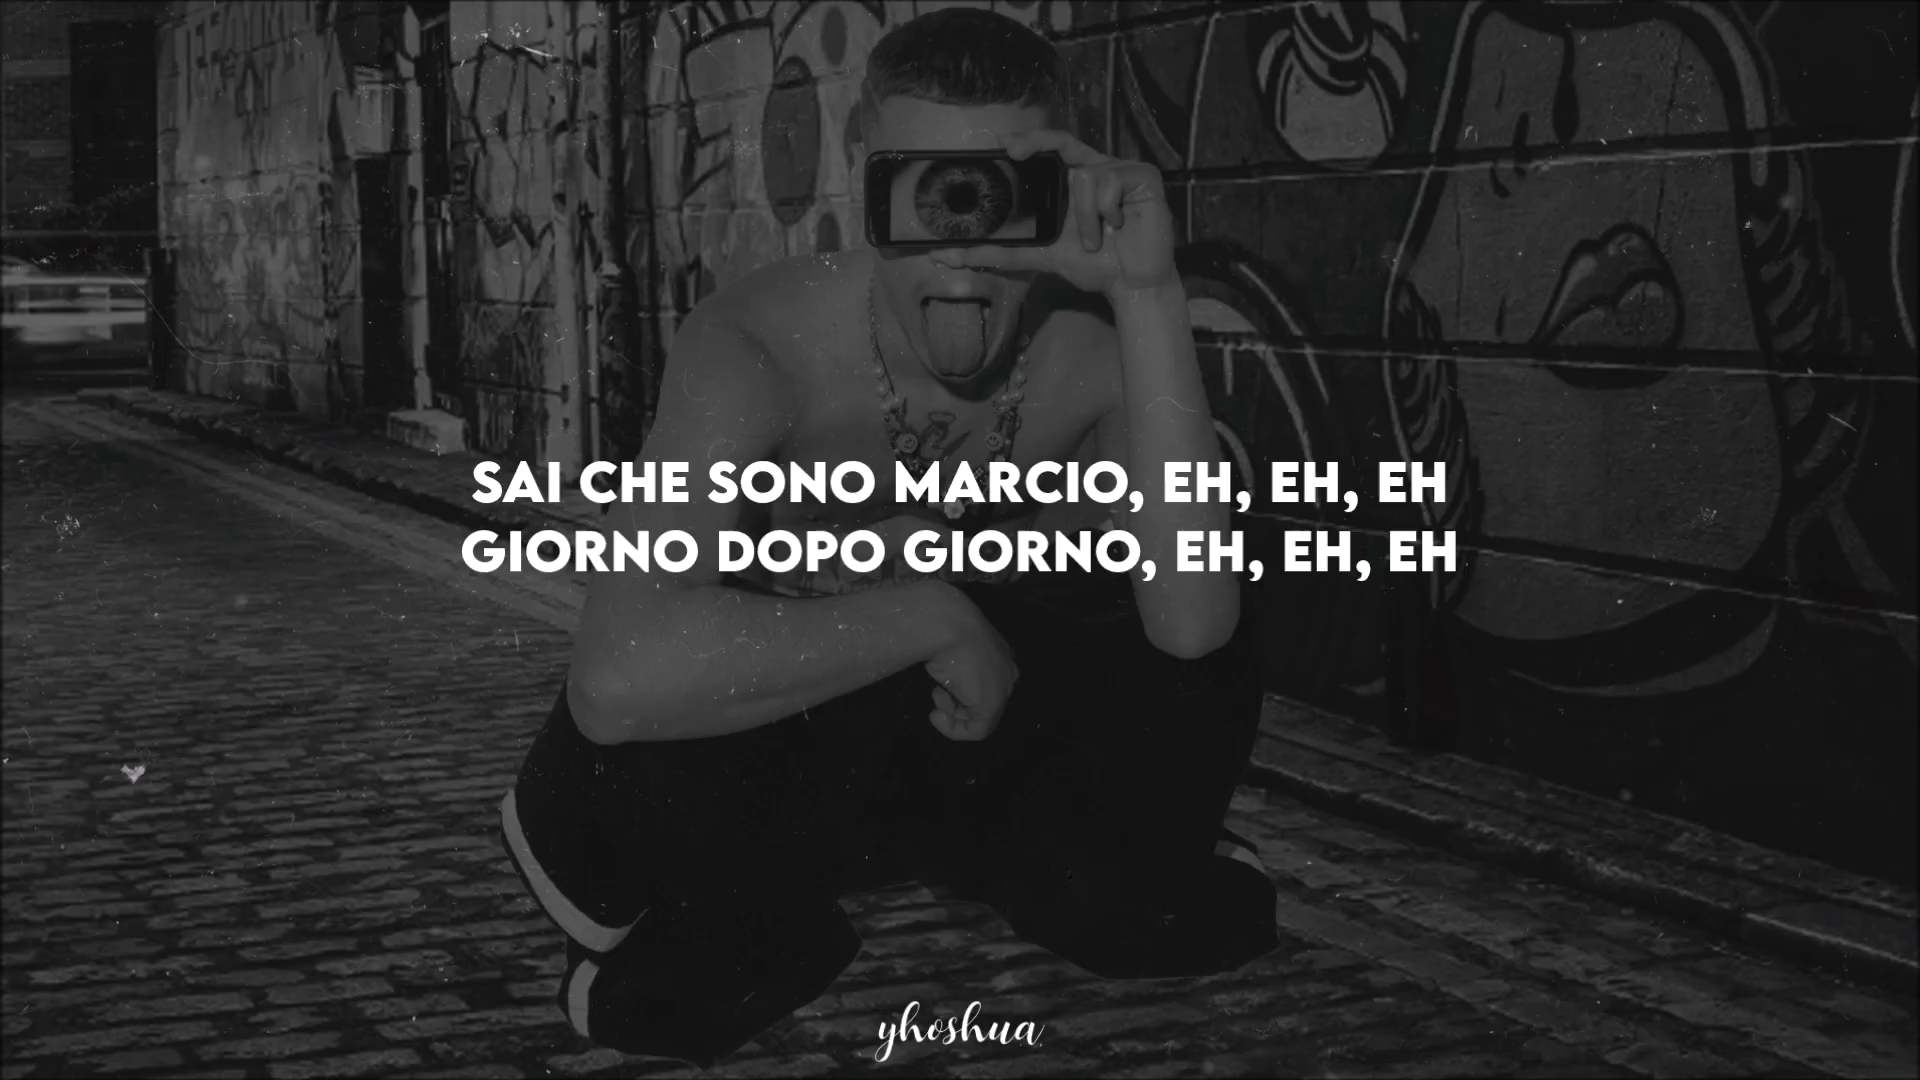 SAI CHE SONO MARCIO, EH, EH, EH
GIORNO DOPO GIORNO, EH, EH, EH
yhoshua